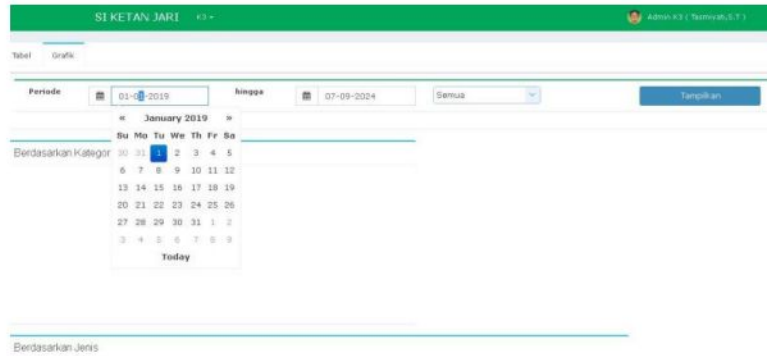 SI KETAN JARI K3
Admin K3 ( Tasmiyah,S.T )
Tabel Grafik
Periode 01-01-2019 hingga 07-09-2024 Semua Tampilkan
« January 2019 »
Su Mo Tu We Th Fr Sa
Berdasarkan Kategor 30 31 1 2 3 4 5
6 7 8 9 10 11 12
13 14 15 16 17 18 19
20 21 22 23 24 25 26
27 28 29 30 31 1 2
3 4 5 6 7 8 9
Today
Berdasarkan Jenis